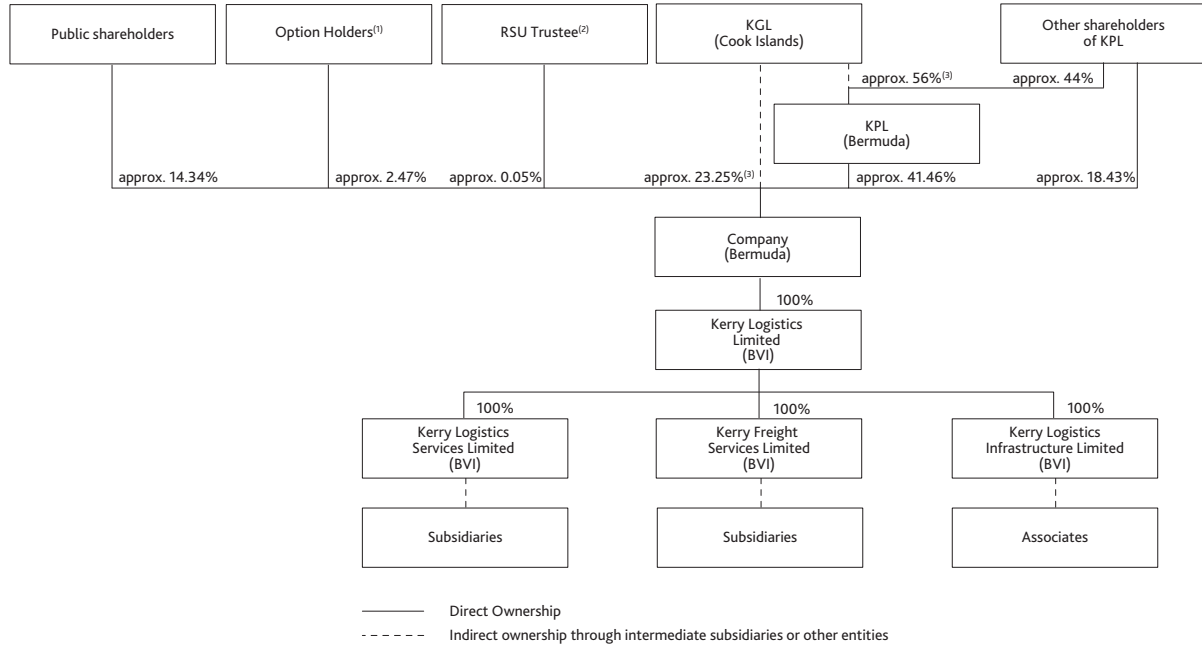 Public shareholders
Option Holders(1)
RSU Trustee(2)
KGL
(Cook Islands)
Other shareholders
of KPL
approx. 56%(3)
approx. 44%
KPL
(Bermuda)
approx. 14.34%
approx. 2.47%
approx. 0.05%
approx. 23.25%(3)
approx. 41.46%
approx. 18.43%
Company
(Bermuda)
100%
Kerry Logistics
Limited
(BVI)
100%
100%
100%
Kerry Logistics
Services Limited
(BVI)
Kerry Freight
Services Limited
(BVI)
Kerry Logistics
Infrastructure Limited
(BVI)
Subsidiaries
Subsidiaries
Associates
Direct Ownership
Indirect ownership through intermediate subsidiaries or other entities